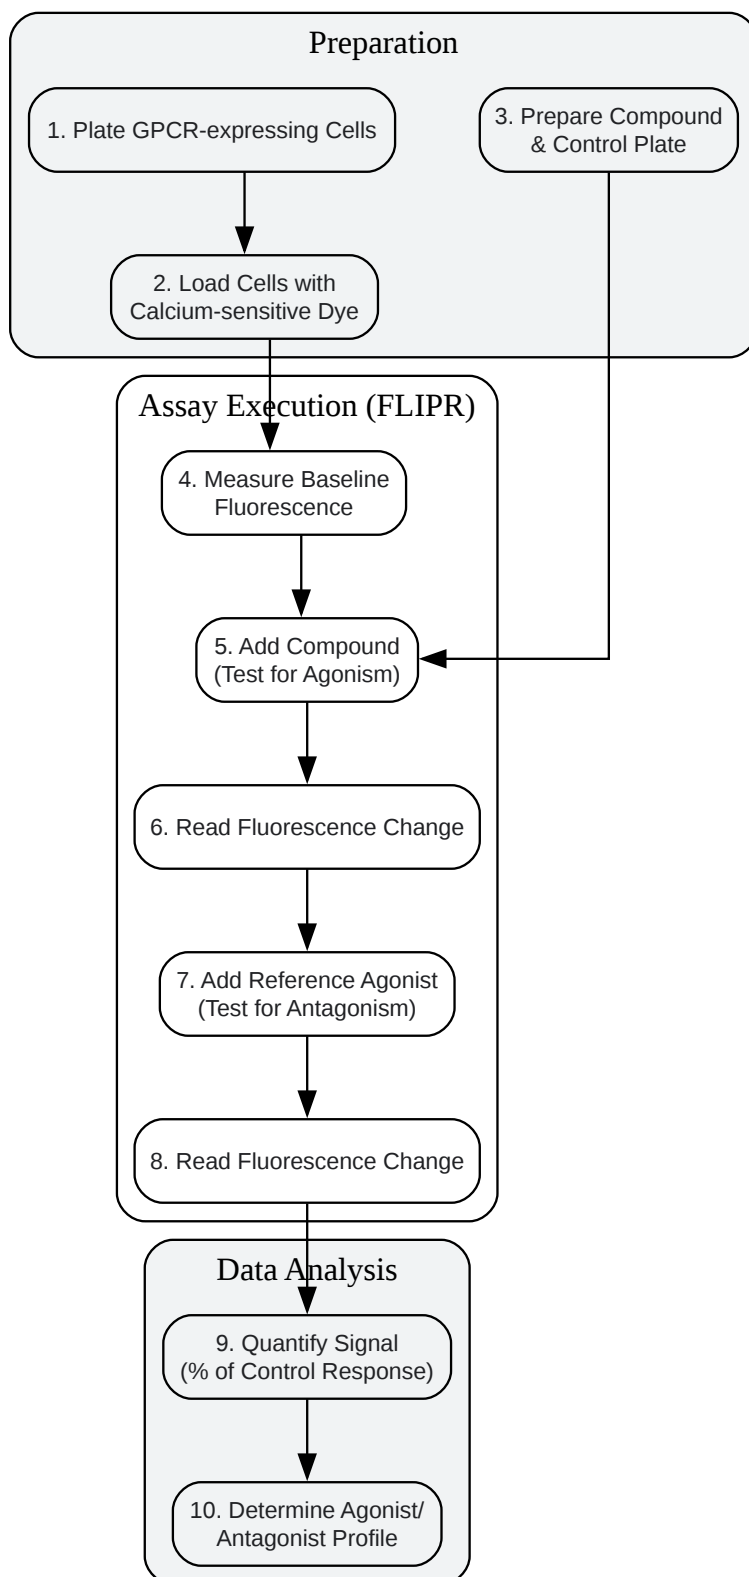 Preparation
1. Plate GPCR-expressing Cells
3. Prepare Compound
& Control Plate
2. Load Cells with
Calcium-sensitive Dye
Assay Execution (FLIPR)
4. Measure Baseline
Fluorescence
5. Add Compound
(Test for Agonism)
6. Read Fluorescence Change
7. Add Reference Agonist
(Test for Antagonism)
8. Read Fluorescence Change
Data Analysis
9. Quantify Signal
(% of Control Response)
10. Determine Agonist/
Antagonist Profile